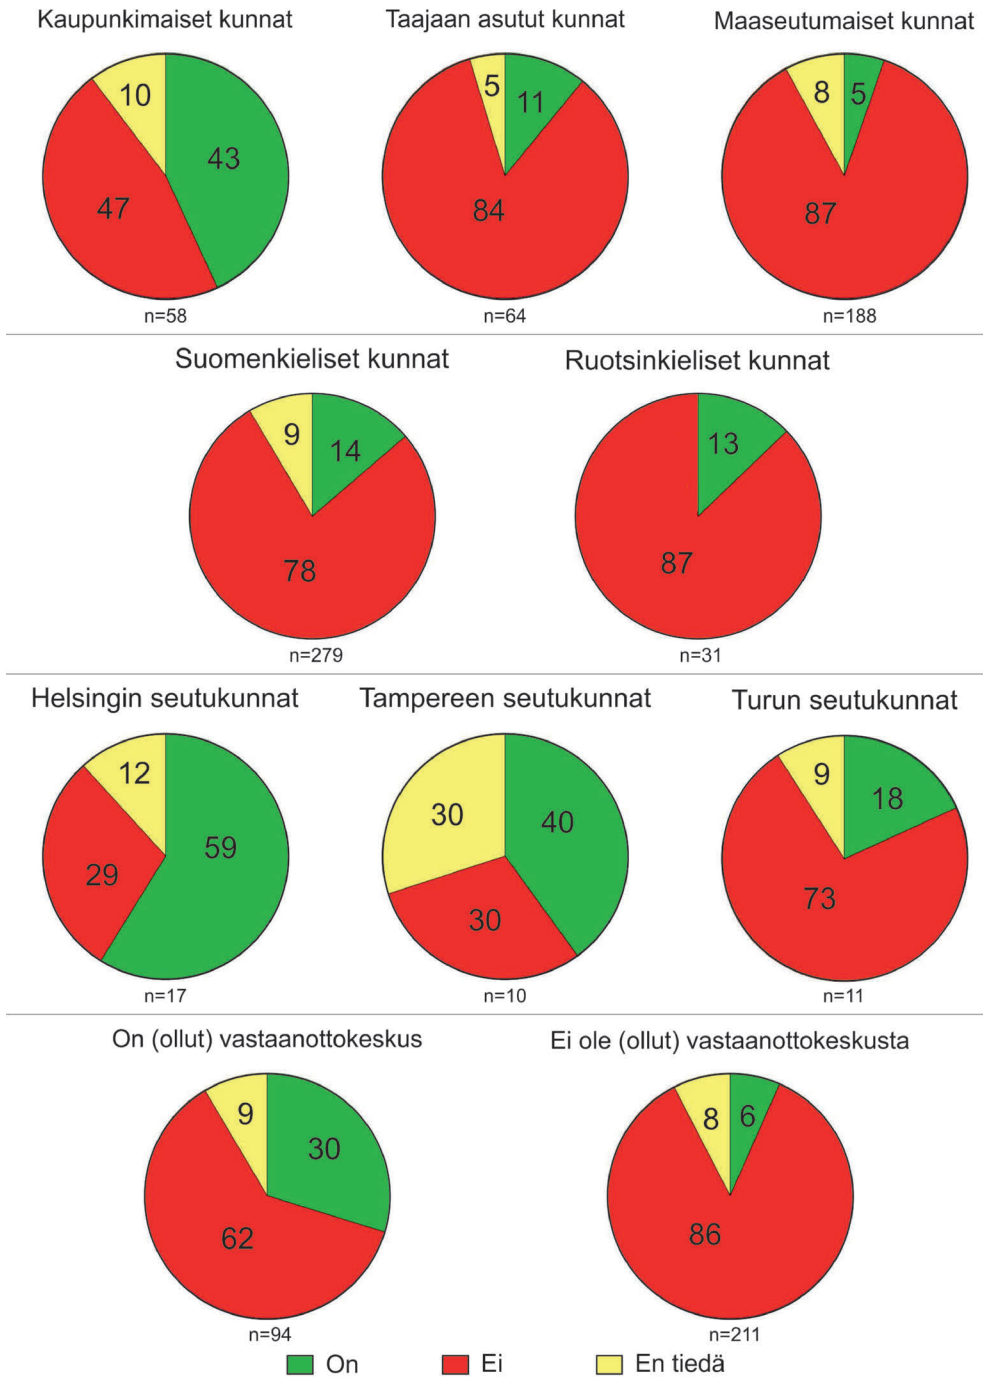 Kaupunkimaiset kunnat
Taajaan asutut kunnat
Maaseutumaiset kunnat
10
43
47
5
11
84
8
5
87
n=58
n=64
n=188
Suomenkieliset kunnat
Ruotsinkieliset kunnat
9
14
78
13
87
n=279
n=31
Helsingin seutukunnat
Tampereen seutukunnat
Turun seutukunnat
12
59
29
30
40
30
9
18
73
n=17
n=10
n=11
On (ollut) vastaanottokeskus
Ei ole (ollut) vastaanottokeskusta
9
30
62
8
6
86
n=94
n=211
On
Ei
En tiedä